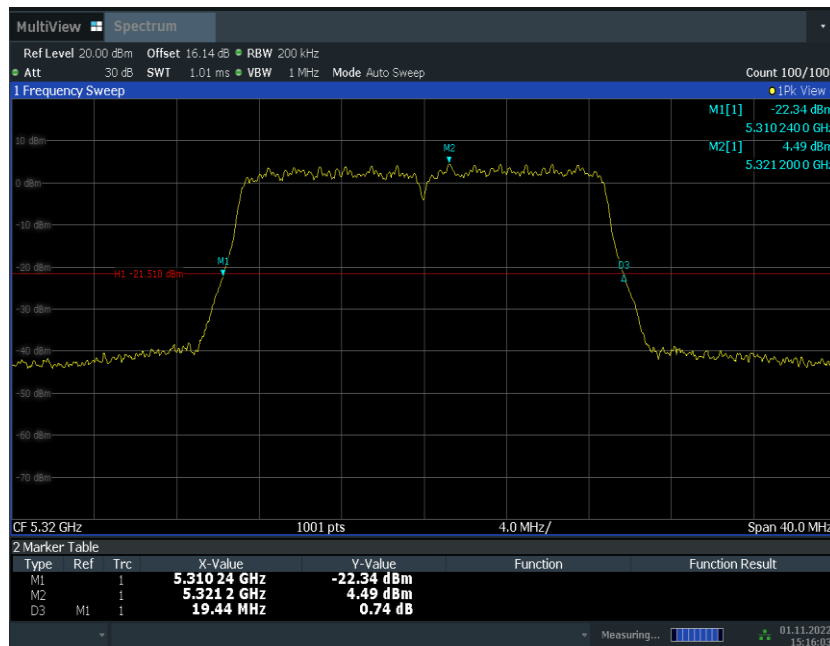 MultiView Spectrum
Ref Level 20.00 dBm Offset 16.14 dB RBW 200 kHz
Att 30 dB SWT 1.01 ms VBW 1 MHz Mode Auto Sweep Count 100/100
1 Frequency Sweep 1Pk View
M1[1] -22.34 dBm
5.310 240 0 GHz
10 dBm M2 M2[1] 4.49 dBm
5.321 200 0 GHz
0 dBm
-10 dBm
M1 D3
-20 dBm
H1 -21.510 dBm
-30 dBm
-40 dBm
-50 dBm
-60 dBm
-70 dBm
CF 5.32 GHz 1001 pts 4.0 MHz/ Span 40.0 MHz
2 Marker Table
Type Ref Trc X-Value Y-Value Function Function Result
M1 1 5.310 24 GHz -22.34 dBm
M2 1 5.321 2 GHz 4.49 dBm
D3 M1 1 19.44 MHz 0.74 dB
Measuring... 01.11.2022
15:16:03